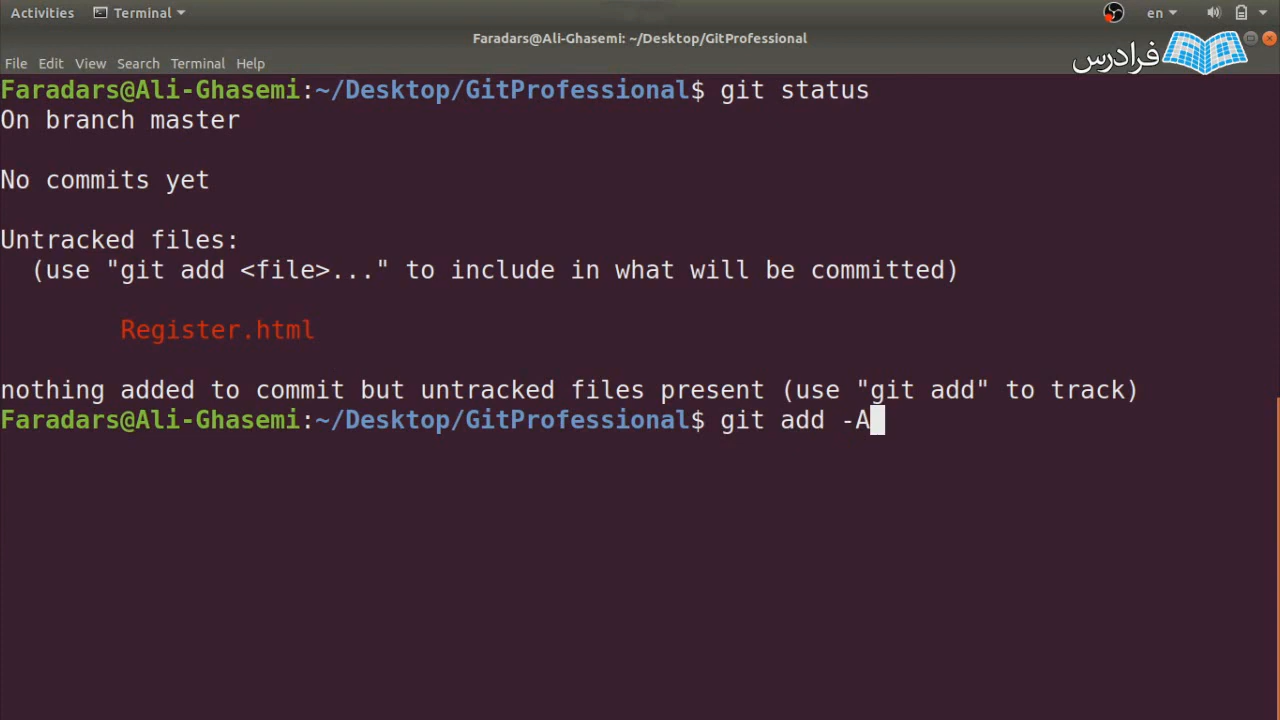 Activities Terminal en
Faradars@Ali-Ghasemi: ~/Desktop/GitProfessional
فرادرس
File Edit View Search Terminal Help
Faradars@Ali-Ghasemi:~/Desktop/GitProfessional$ git status
On branch master
No commits yet
Untracked files:
(use "git add <file>..." to include in what will be committed)
Register.html
nothing added to commit but untracked files present (use "git add" to track)
Faradars@Ali-Ghasemi:~/Desktop/GitProfessional$ git add -A